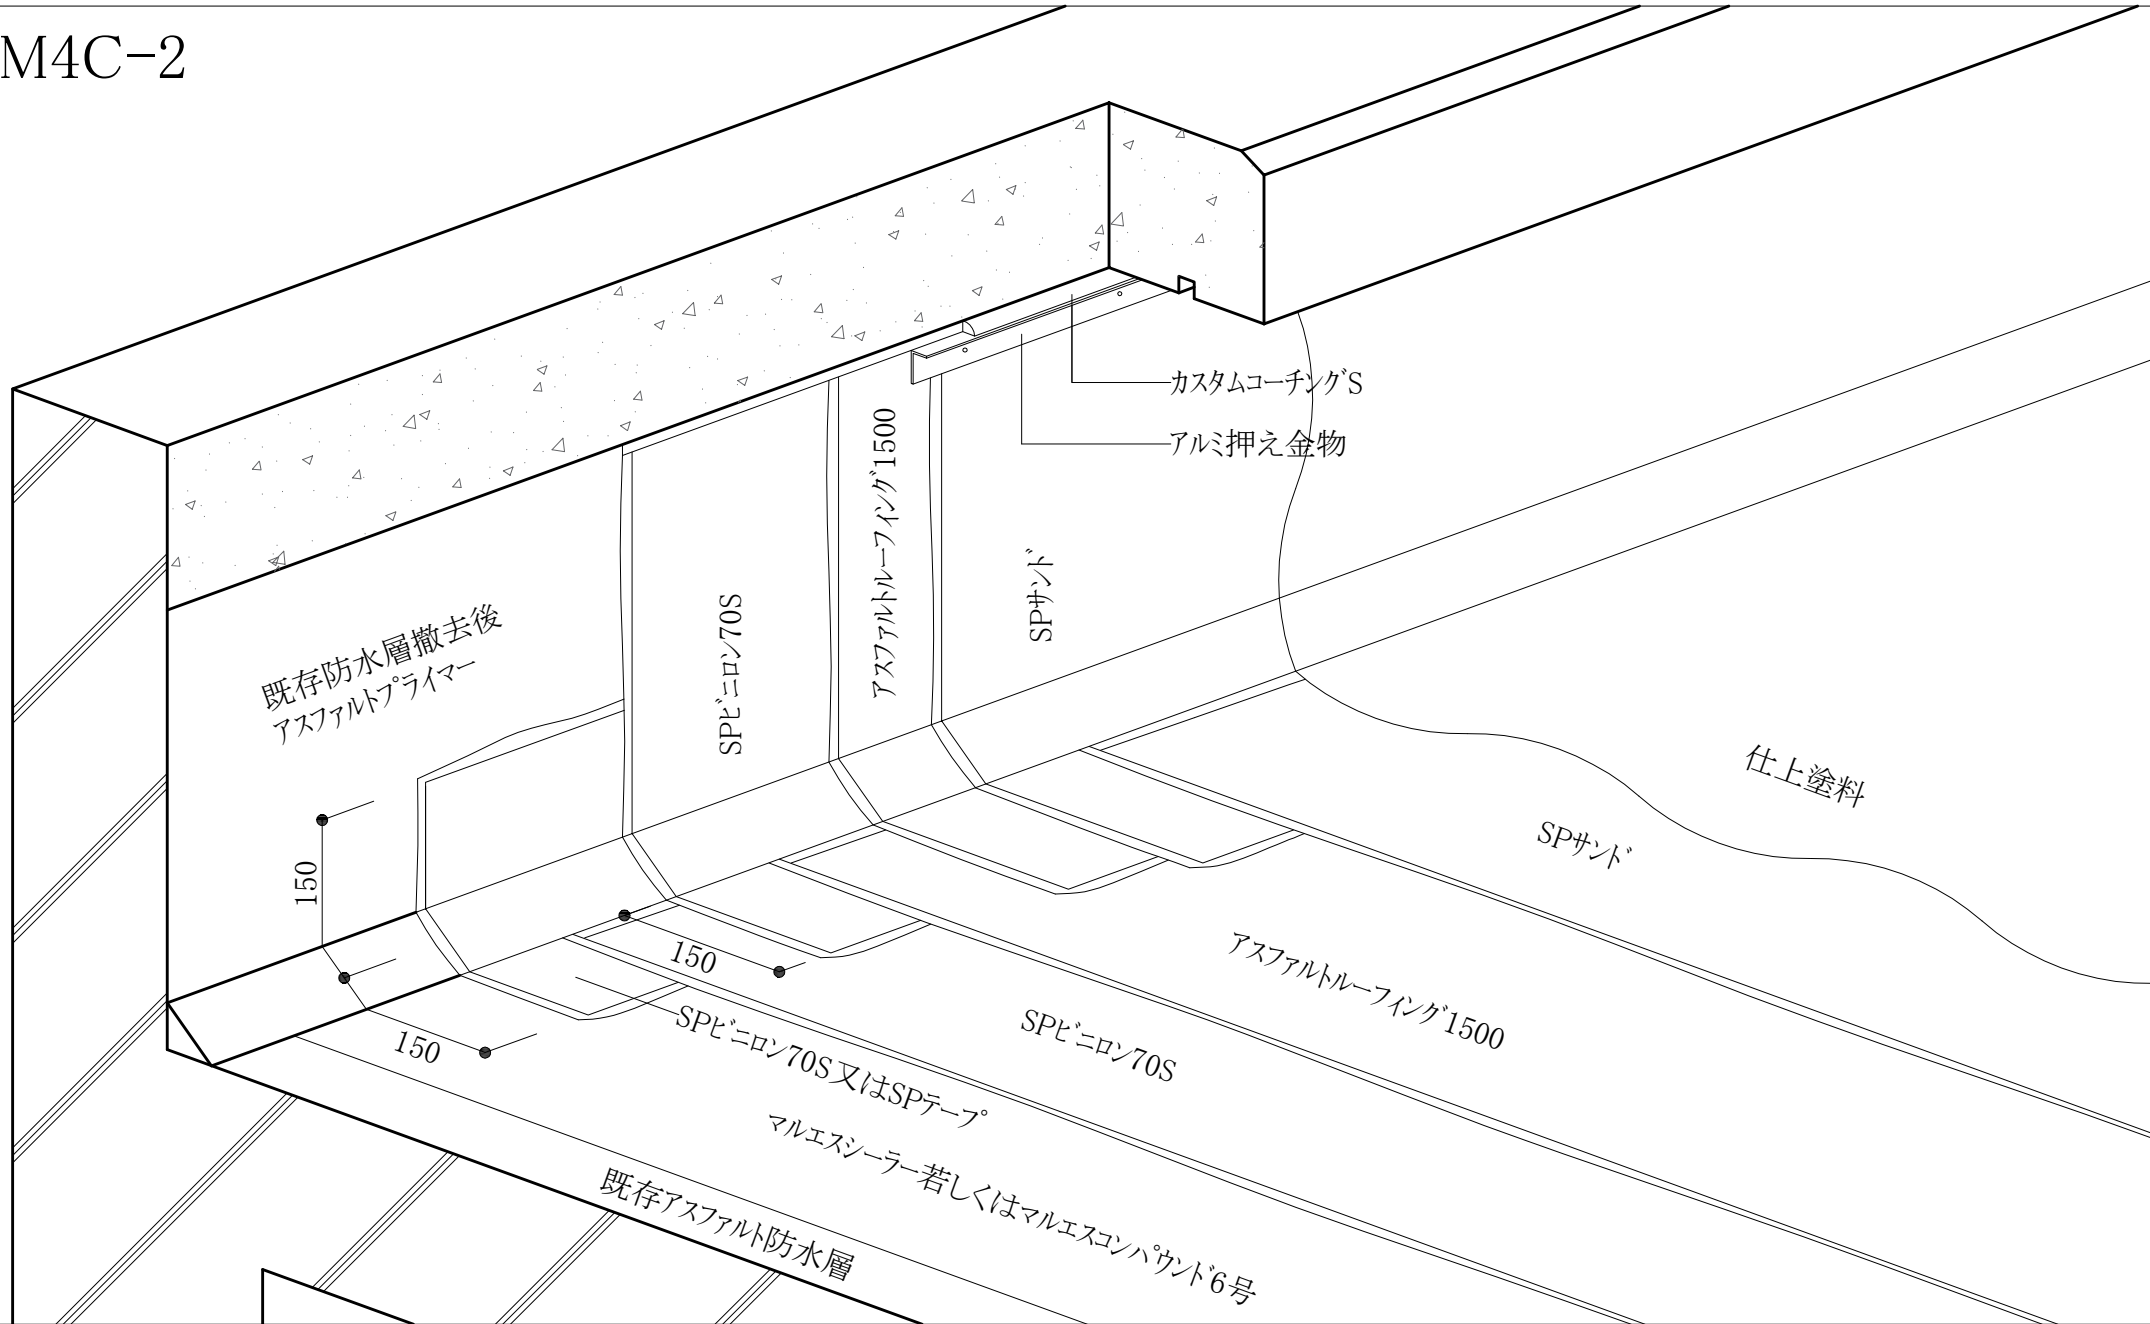 M4C-2
カスタムコーチングS
アルミ押え金物
アスファルトルーフィング1500
SPサンド
SPビニロン70S
既存防水層撤去後
アスファルトプライマー
150
150
150
仕上塗料
SPサンド
アスファルトルーフィング1500
SPビニロン70S
SPビニロン70S又はSPテープ
マルエスシーラー若しくはマルエスコンパウンド6号
既存アスファルト防水層